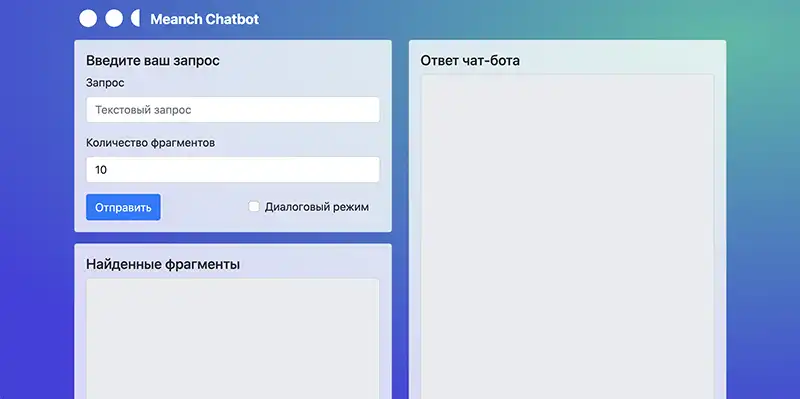 Meanch Chatbot
Введите ваш запрос
Запрос
Текстовый запрос
Количество фрагментов
10
Отправить
Диалоговый режим
Найденные фрагменты
Ответ чат-бота